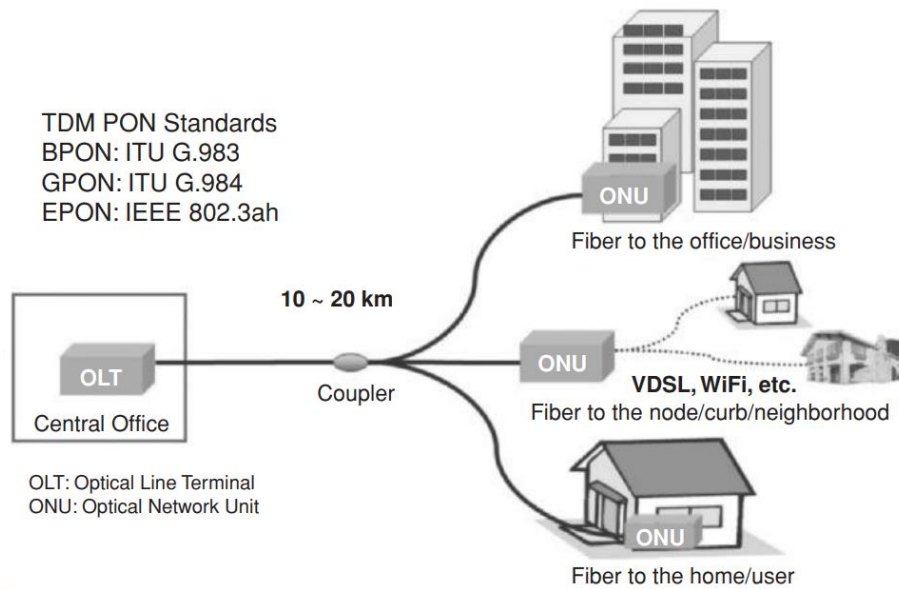 TDM PON Standards
BPON: ITU G.983
GPON: ITU G.984
EPON: IEEE 802.3ah
ONU
Fiber to the office/business
10 ~ 20 km
OLT
Coupler
Central Office
ONU
VDSL, WiFi, etc.
Fiber to the node/curb/neighborhood
OLT: Optical Line Terminal
ONU: Optical Network Unit
ONU
Fiber to the home/user